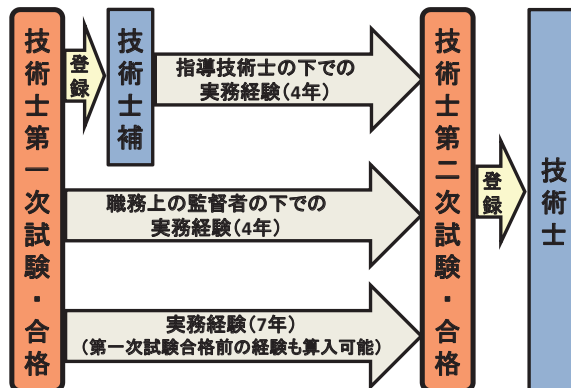 技術士第一次試験・合格
登録
技術士補
指導技術士の下での
実務経験(4年)
職務上の監督者の下での
実務経験(4年)
実務経験(7年)
(第一次試験合格前の経験も算入可能)
技術士第二次試験・合格
登録
技術士